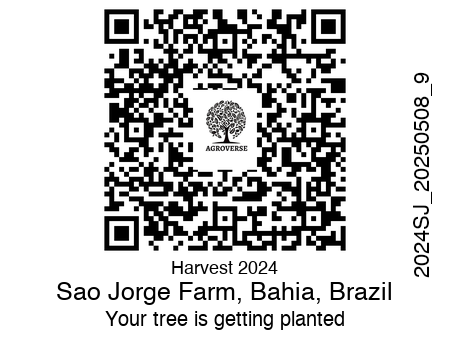 AGROVERSE
2024SJ_20250508_9
Harvest 2024
Sao Jorge Farm, Bahia, Brazil
Your tree is getting planted